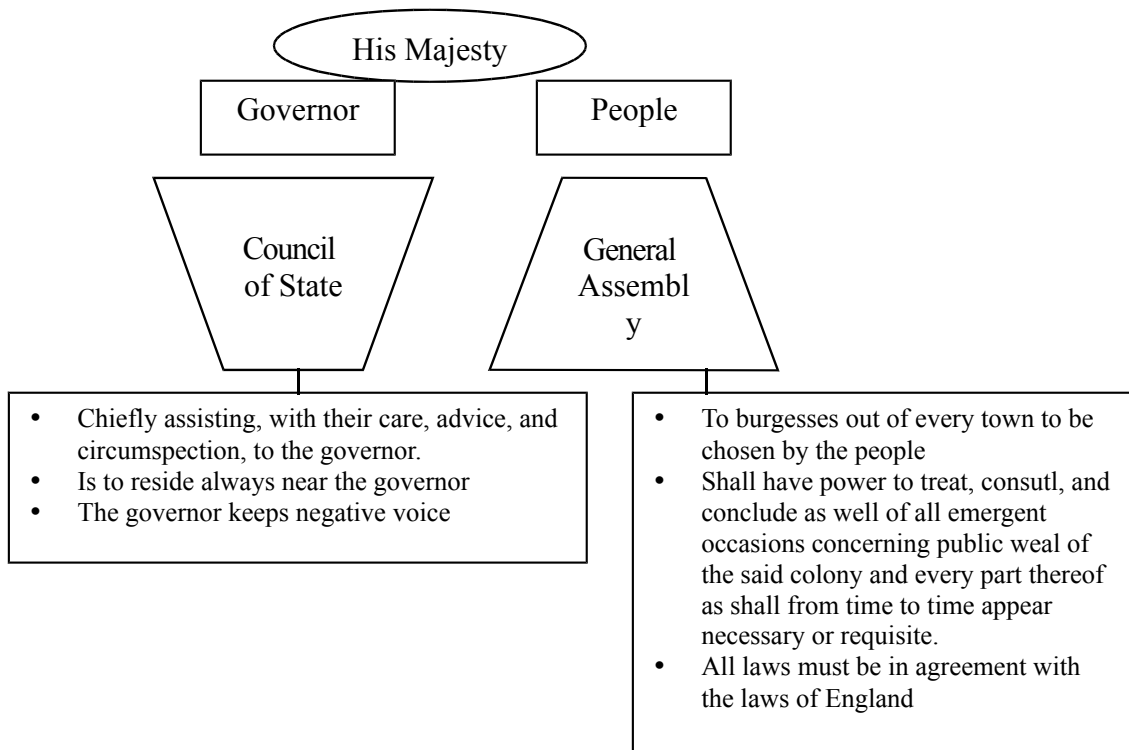 His Majesty
Governor
People
Council
of State
General
Assembl
y
• Chiefly assisting, with their care, advice, and
circumspection, to the governor.
• Is to reside always near the governor
• The governor keeps negative voice
• To burgesses out of every town to be
chosen by the people
• Shall have power to treat, consutl, and
conclude as well of all emergent
occasions concerning public weal of
the said colony and every part thereof
as shall from time to time appear
necessary or requisite.
• All laws must be in agreement with
the laws of England